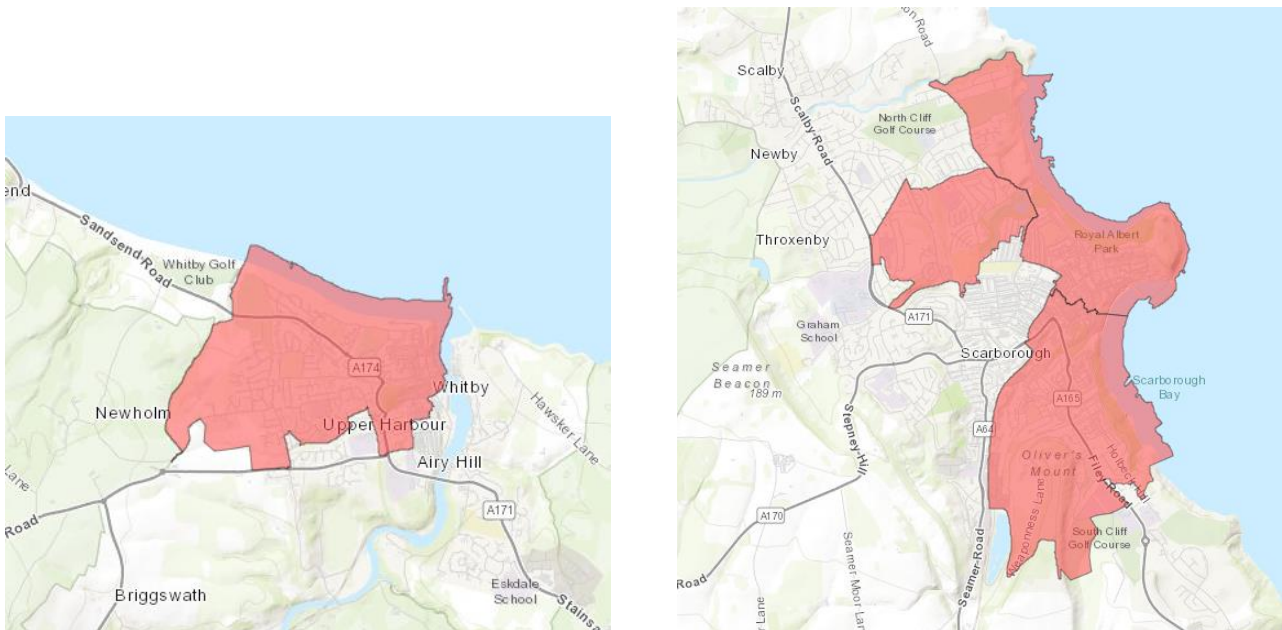 end
Sandsend Road
Whitby Golf
Club
A174
Whitby
Newholm
Upper Harbour
Hawsker Lane
Airy Hill
Lane
A171
Road
Eskdale
School
Briggswath
Stainsa
on Road
Scalby
Scalby Road
North Cliff
Golf Course
Newby
Throxenby
Royal Albert
Park
Graham
School
A171
Scarborough
Seamer
Beacon
189 m
Scarborough
Bay
A165
Stepney Hill
A64
Oliver's
Mount
Holbeck Hill
Filey Road
Weaponness Lane
A170
South Cliff
Golf Course
Road
Seamer Moor Lane
Seamer Road
y Lane